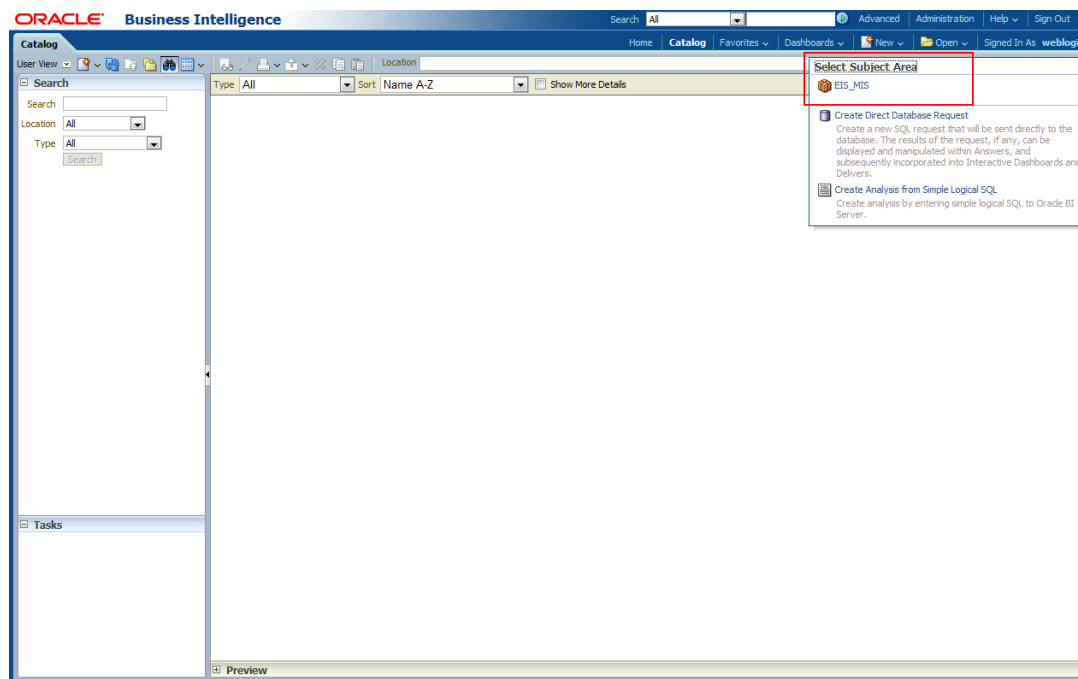 ORACLE Business Intelligence
Search All Advanced Administration Help Sign Out
Catalog
Home Catalog Favorites Dashboards New Open Signed In As weblogi
User View
Location
Search
Search
Location All
Type All
Search
Type All Sort Name A-Z Show More Details
Select Subject Area
EIS_MIS
Create Direct Database Request
Create a new SQL request that will be sent directly to the
database. The results of the request, if any, can be
displayed and manipulated within Answers, and
subsequently incorporated into Interactive Dashboards and
Delivers.
Create Analysis from Simple Logical SQL
Create analysis by entering simple logical SQL to Oracle BI
Server.
Tasks
Preview